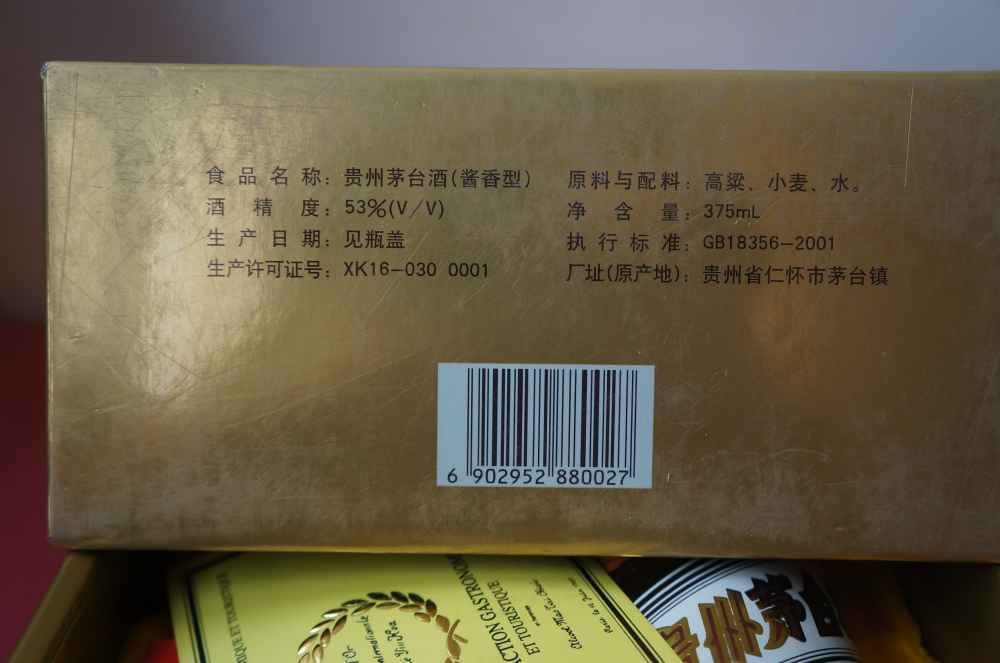 食品名称：贵州茅台酒(酱香型)
酒精度：53%(V/V)
生产日期：见瓶盖
生产许可证号：XK16-030 0001
原料与配料：高粱、小麦、水。
净含量：375mL
执行标准：GB18356-2001
厂址(原产地)：贵州省仁怀市茅台镇
6 902952 880027
ET TOURISTIQUE